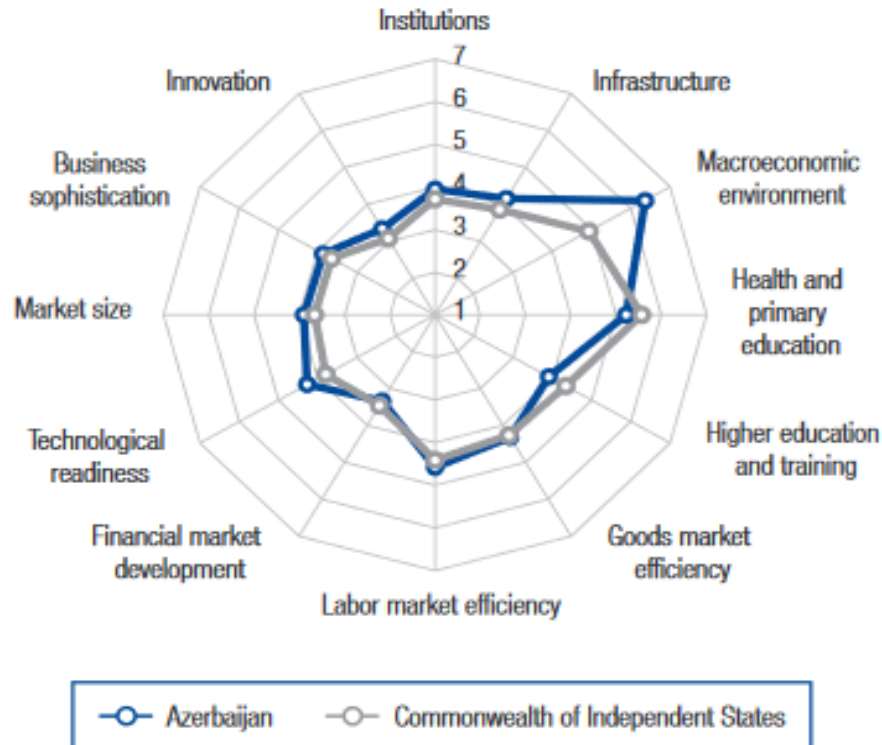 Institutions
Infrastructure
Macroeconomic
environment
Health and
primary
education
Higher education
and training
Goods market
efficiency
Labor market efficiency
Financial market
development
Technological
readiness
Market size
Business
sophistication
Innovation
7
6
5
4
3
2
1
Azerbaijan
Commonwealth of Independent States